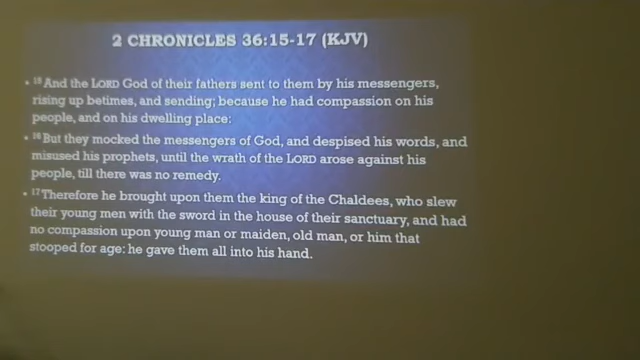 2 CHRONICLES 36:15-17 (KJV)
• 15 And the LORD God of their fathers sent to them by his messengers,
rising up betimes, and sending; because he had compassion on his
people, and on his dwelling place:
• 16 But they mocked the messengers of God, and despised his words, and
misused his prophets, until the wrath of the LORD arose against his
people, till there was no remedy.
• 17 Therefore he brought upon them the king of the Chaldees, who slew
their young men with the sword in the house of their sanctuary, and had
no compassion upon young man or maiden, old man, or him that
stooped for age: he gave them all into his hand.